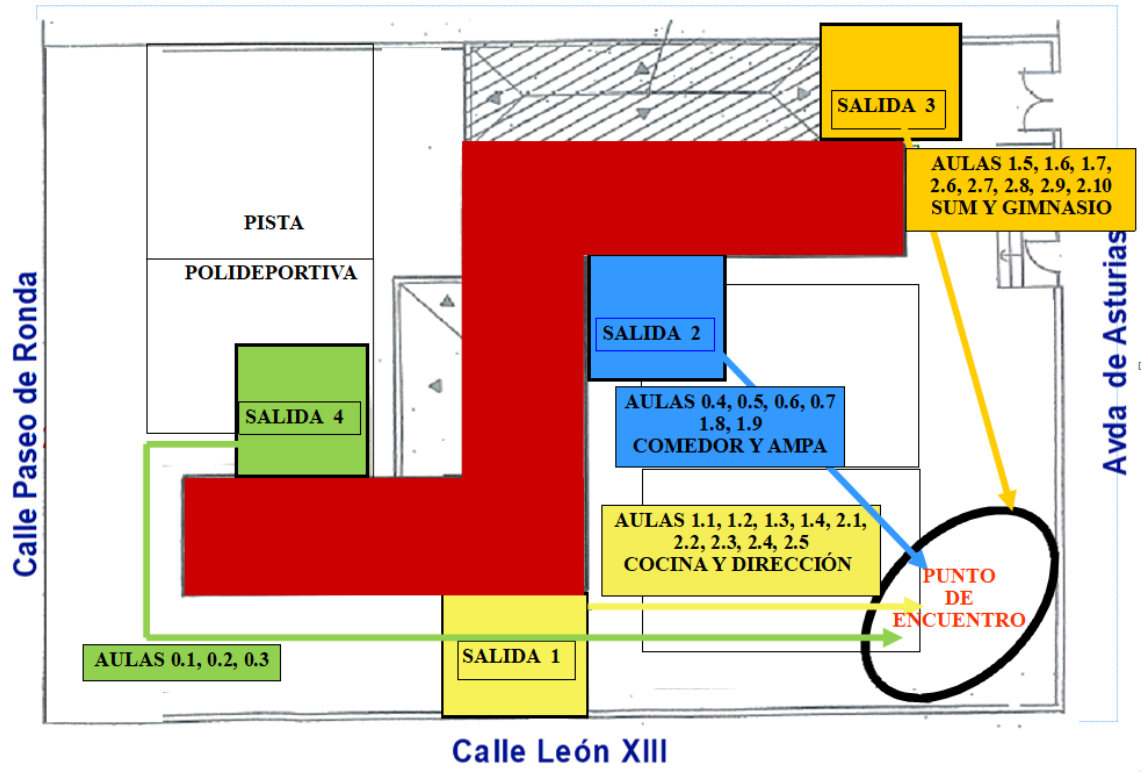 SALIDA 3
AULAS 1.5, 1.6, 1.7,
2.6, 2.7, 2.8, 2.9, 2.10
SUM Y GIMNASIO
PISTA
POLIDEPORTIVA
Calle Paseo de Ronda
Avda de Asturias
SALIDA 2
AULAS 0.4, 0.5, 0.6, 0.7
1.8, 1.9
COMEDOR Y AMPA
SALIDA 4
AULAS 1.1, 1.2, 1.3, 1.4, 2.1,
2.2, 2.3, 2.4, 2.5
COCINA Y DIRECCIÓN
PUNTO
DE
ENCUENTRO
AULAS 0.1, 0.2, 0.3
SALIDA 1
Calle León XIII